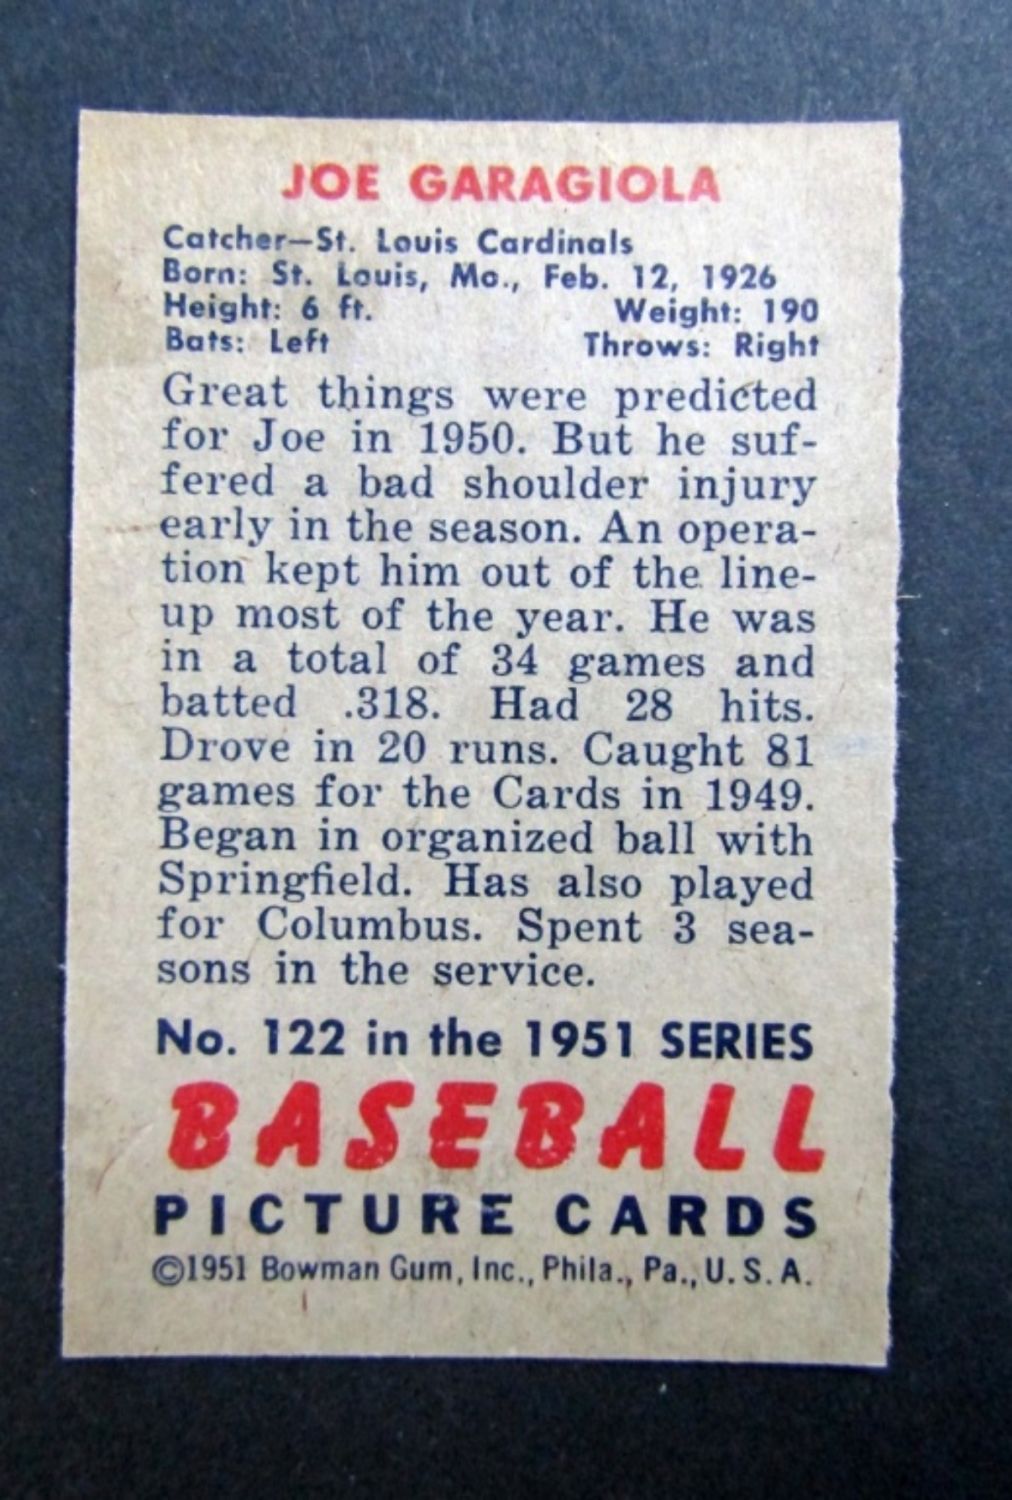 JOE GARAGIOLA
Catcher—St. Louis Cardinals
Born: St. Louis, Mo., Feb. 12, 1926
Height: 6 ft. Weight: 190
Bats: Left Throws: Right
Great things were predicted
for Joe in 1950. But he suf-
fered a bad shoulder injury
early in the season. An opera-
tion kept him out of the line-
up most of the year. He was
in a total of 34 games and
batted .318. Had 28 hits.
Drove in 20 runs. Caught 81
games for the Cards in 1949.
Began in organized ball with
Springfield. Has also played
for Columbus. Spent 3 sea-
sons in the service.
No. 122 in the 1951 SERIES
BASEBALL
PICTURE CARDS
©1951 Bowman Gum, Inc., Phila., Pa., U. S. A.